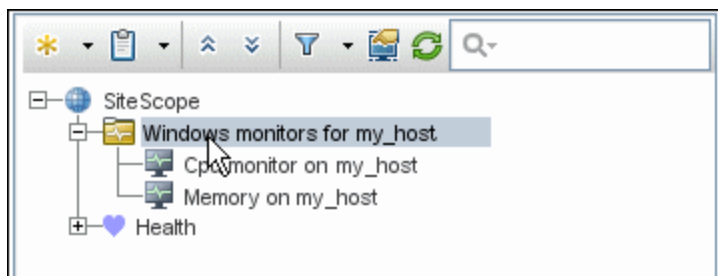 SiteScope
Windows monitors for my_host
Cpu monitor on my_host
Memory on my_host
Health